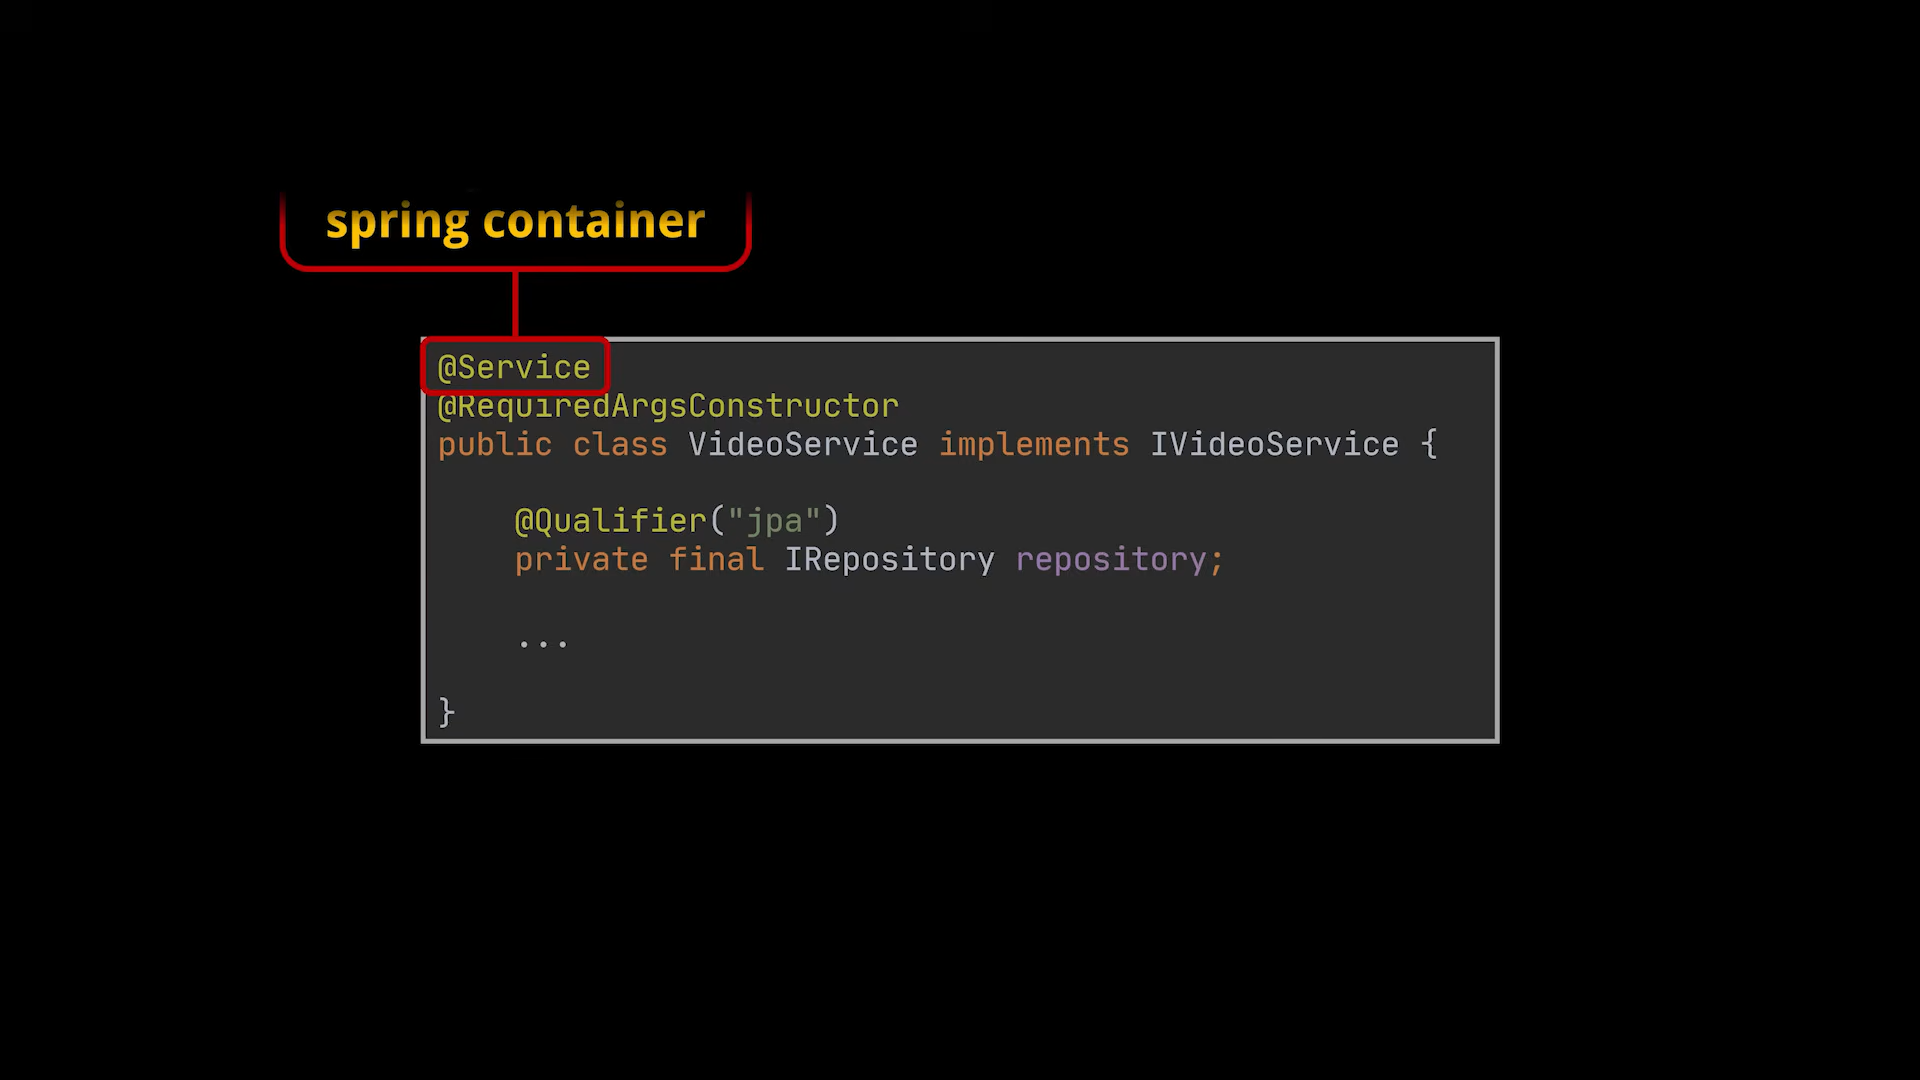 spring container
@Service
@RequiredArgsConstructor
public class VideoService implements IVideoService {
@Qualifier("jpa")
private final IRepository repository;
...
}